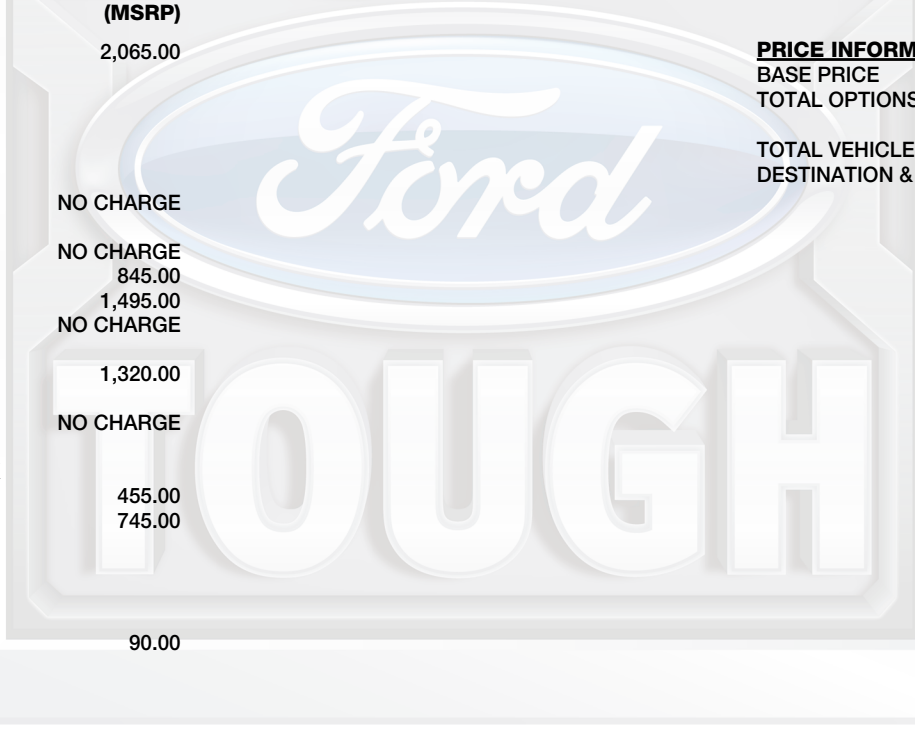 (MSRP)
2,065.00
NO CHARGE
NO CHARGE
845.00
1,495.00
NO CHARGE
1,320.00
NO CHARGE
455.00
745.00
90.00
PRICE INFORM
BASE PRICE
TOTAL OPTIONS
TOTAL VEHICLE
DESTINATION &
Ford
TOUGH